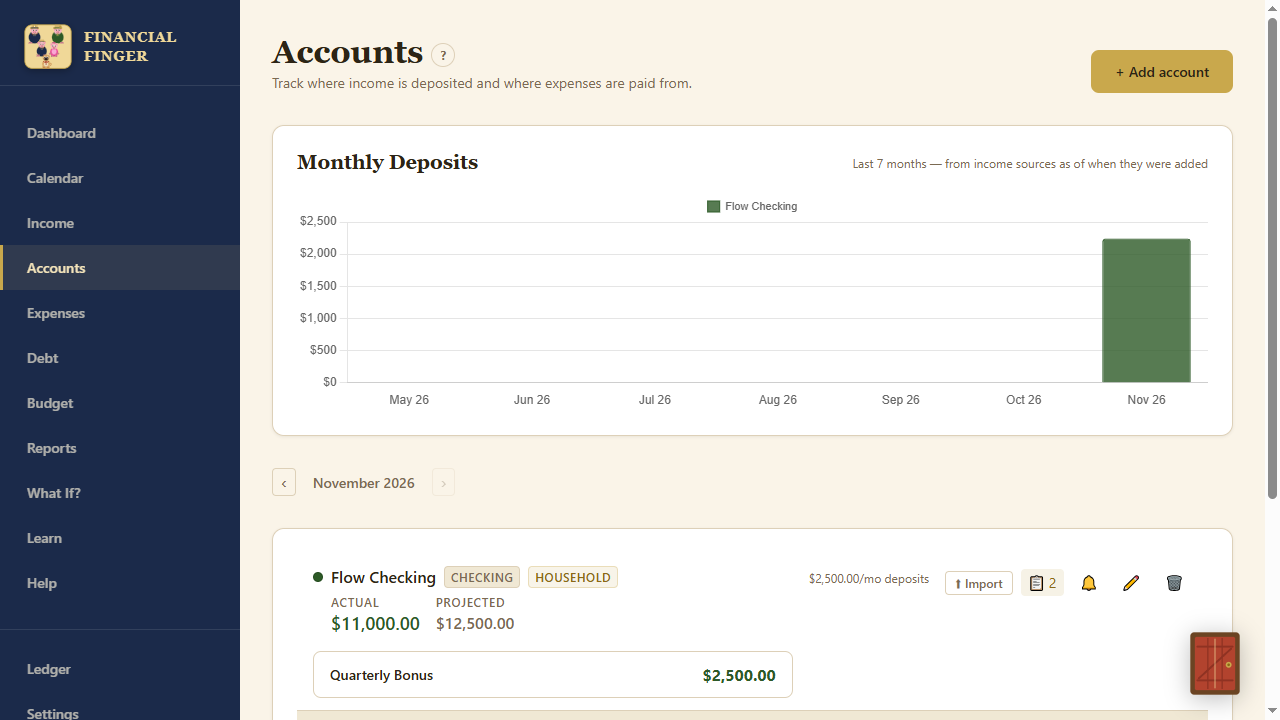 FINANCIAL
FINGER
Dashboard
Calendar
Income
Accounts
Expenses
Debt
Budget
Reports
What If?
Learn
Help
Ledger
Settings
Accounts ?
Track where income is deposited and where expenses are paid from.
+ Add account
Monthly Deposits
Last 7 months — from income sources as of when they were added
Flow Checking
$2,500
$2,000
$1,500
$1,000
$500
$0
May 26 Jun 26 Jul 26 Aug 26 Sep 26 Oct 26 Nov 26
‹ November 2026 ›
Flow Checking CHECKING HOUSEHOLD
$2,500.00/mo deposits
⬆ Import
2
ACTUAL PROJECTED
$11,000.00 $12,500.00
Quarterly Bonus $2,500.00